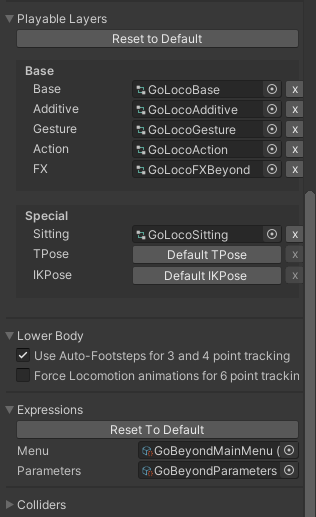 Playable Layers
Reset to Default
Base
Base GoLocoBase x
Additive GoLocoAdditive x
Gesture GoLocoGesture x
Action GoLocoAction x
FX GoLocoFXBeyond x
Special
Sitting GoLocoSitting x
TPose Default TPose x
IKPose Default IKPose x
Lower Body
Use Auto-Footsteps for 3 and 4 point tracking
Force Locomotion animations for 6 point trackin
Expressions
Reset To Default
Menu GoBeyondMainMenu (
Parameters GoBeyondParameters
Colliders